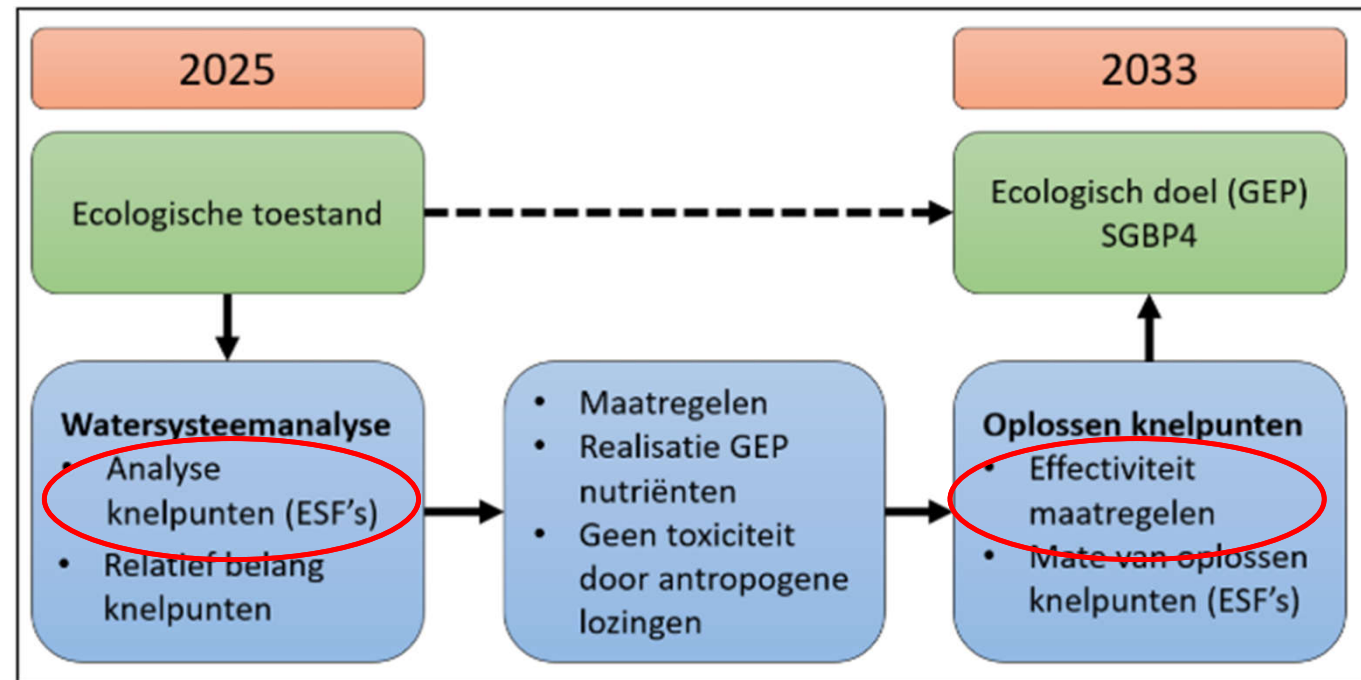 2025
2033
Ecologische toestand
Ecologisch doel (GEP)
SGBP4
Watersysteemanalyse
• Analyse
knelpunten (ESF's)
• Relatief belang
knelpunten
• Maatregelen
• Realisatie GEP
nutriënten
• Geen toxiciteit
door antropogene
lozingen
Oplossen knelpunten
• Effectiviteit
maatregelen
• Mate van oplossen
knelpunten (ESF's)